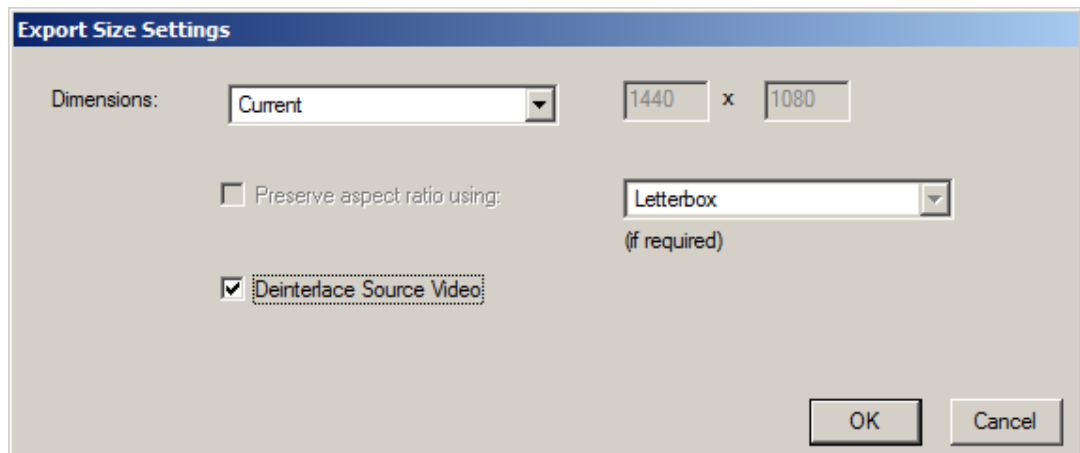 Export Size Settings
Dimensions: Current 1440 x 1080
Preserve aspect ratio using: Letterbox
(if required)
Deinterlace Source Video
OK Cancel